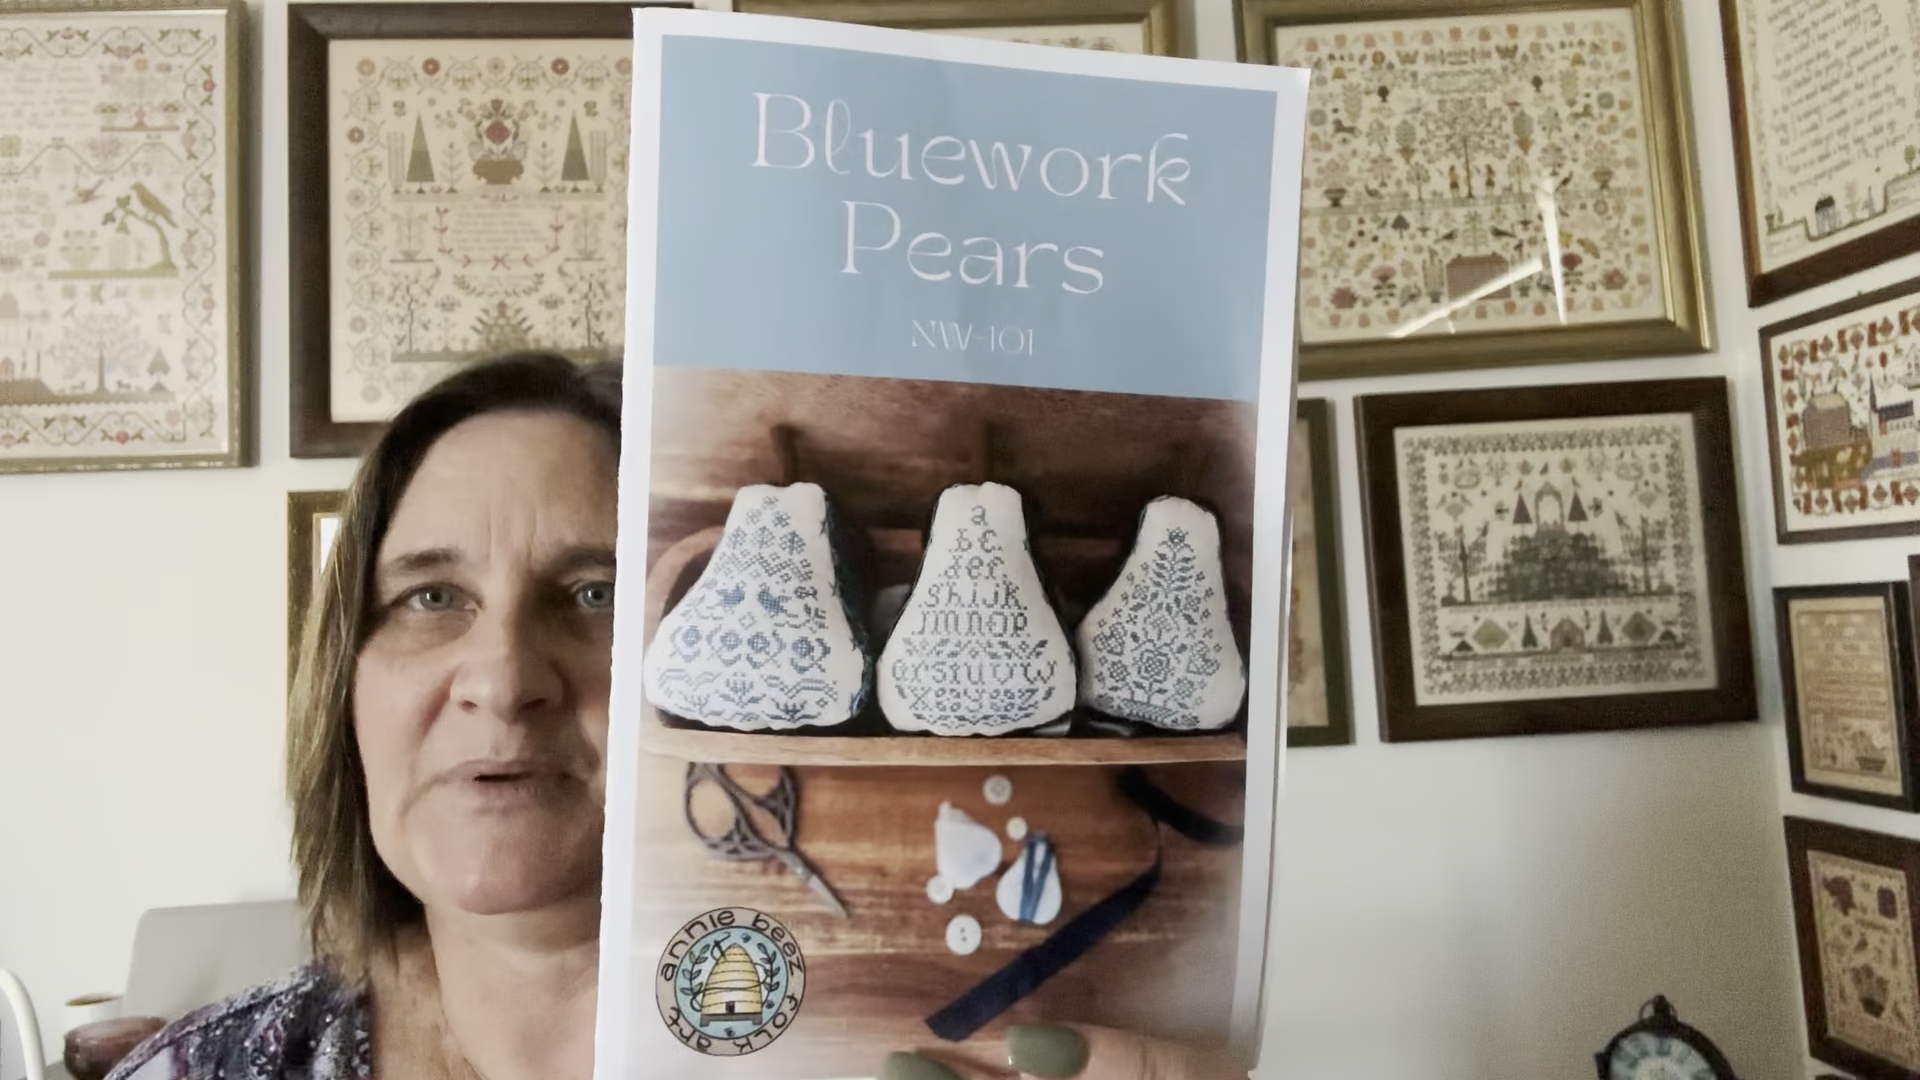 Bluework
Pears
NW-101
a
b c
d e f
g h i j k
l m n o p
q r s t u v w
x y z
annie beez folk art